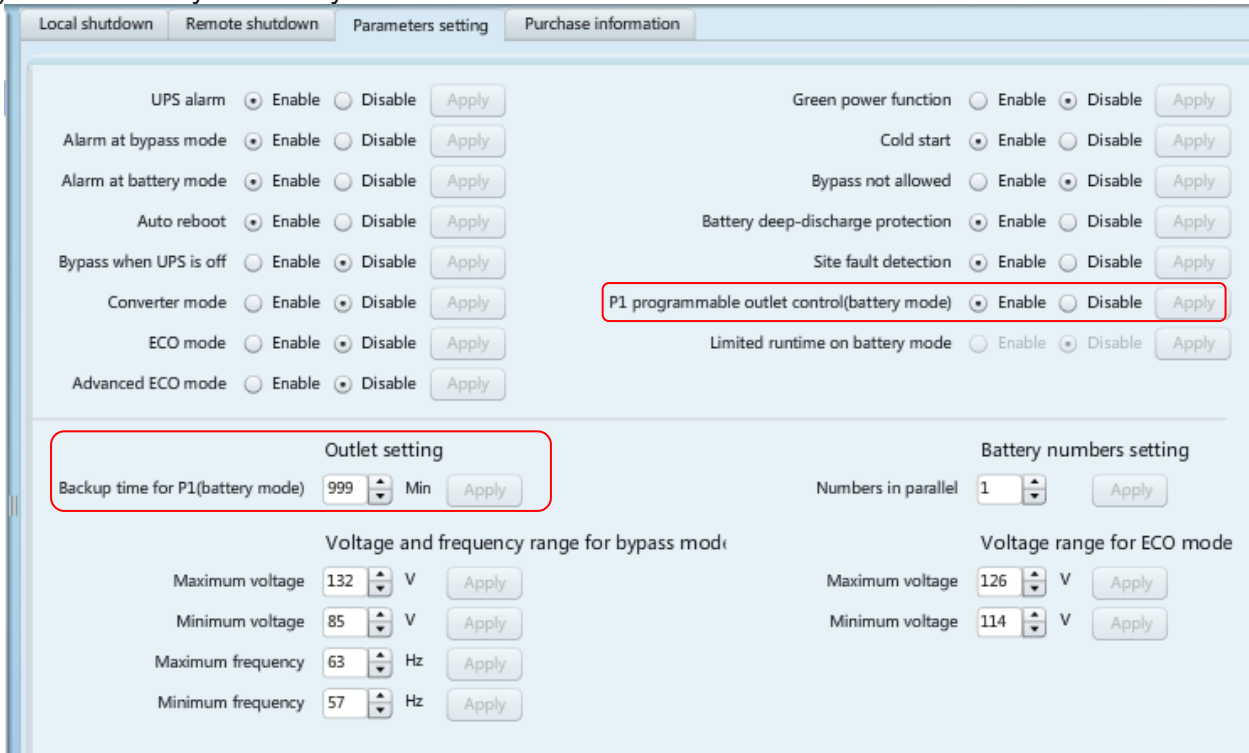 Local shutdown Remote shutdown Parameters setting Purchase information
UPS alarm Enable Disable Apply Green power function Enable Disable Apply
Alarm at bypass mode Enable Disable Apply Cold start Enable Disable Apply
Alarm at battery mode Enable Disable Apply Bypass not allowed Enable Disable Apply
Auto reboot Enable Disable Apply Battery deep-discharge protection Enable Disable Apply
Bypass when UPS is off Enable Disable Apply Site fault detection Enable Disable Apply
Converter mode Enable Disable Apply P1 programmable outlet control(battery mode) Enable Disable Apply
ECO mode Enable Disable Apply Limited runtime on battery mode Enable Disable Apply
Advanced ECO mode Enable Disable Apply
Outlet setting Battery numbers setting
Backup time for P1(battery mode) 999 Min Apply Numbers in parallel 1 Apply
Voltage and frequency range for bypass mod Voltage range for ECO mode
Maximum voltage 132 V Apply Maximum voltage 126 V Apply
Minimum voltage 85 V Apply Minimum voltage 114 V Apply
Maximum frequency 63 Hz Apply
Minimum frequency 57 Hz Apply